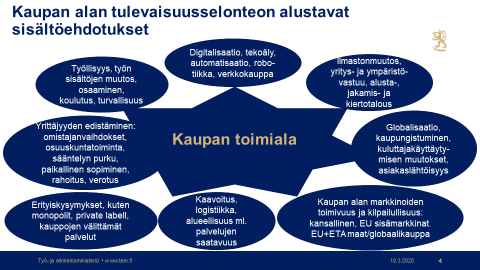 Kaupan alan tulevaisuusselonteon alustavat
sisältöehdotukset
Digitalisaatio, tekoäly,
automatisaatio, robo-
tiikka, verkkokauppa
Työllisyys, työn
sisältöjen muutos,
osaaminen,
koulutus, turvallisuus
Ilmastonmuutos,
yritys- ja ympäristö-
vastuu, alusta-,
jakamis- ja
kiertotalous
Yrittäjyyden edistäminen:
omistajanvaihdokset,
osuuskuntatoiminta,
sääntelyn purku,
paikallinen sopiminen,
rahoitus, verotus
Kaupan toimiala
Globalisaatio,
kaupungistuminen,
kuluttajakäyttäyty-
misen muutokset,
asiakaslähtöisyys
Erityiskysymykset, kuten
monopolit, private labell,
kauppojen välittämät
palvelut
Kaavoitus,
logistiikka,
alueellisuus ml.
palvelujen
saatavuus
Kaupan alan markkinoiden
toimivuus ja kilpailullisuus:
kansallinen, EU sisämarkkinat
EU+ETA maat/globaalikauppa
Työ- ja elinkeinoministeriö • www.tem.fi
10.3.2020
4